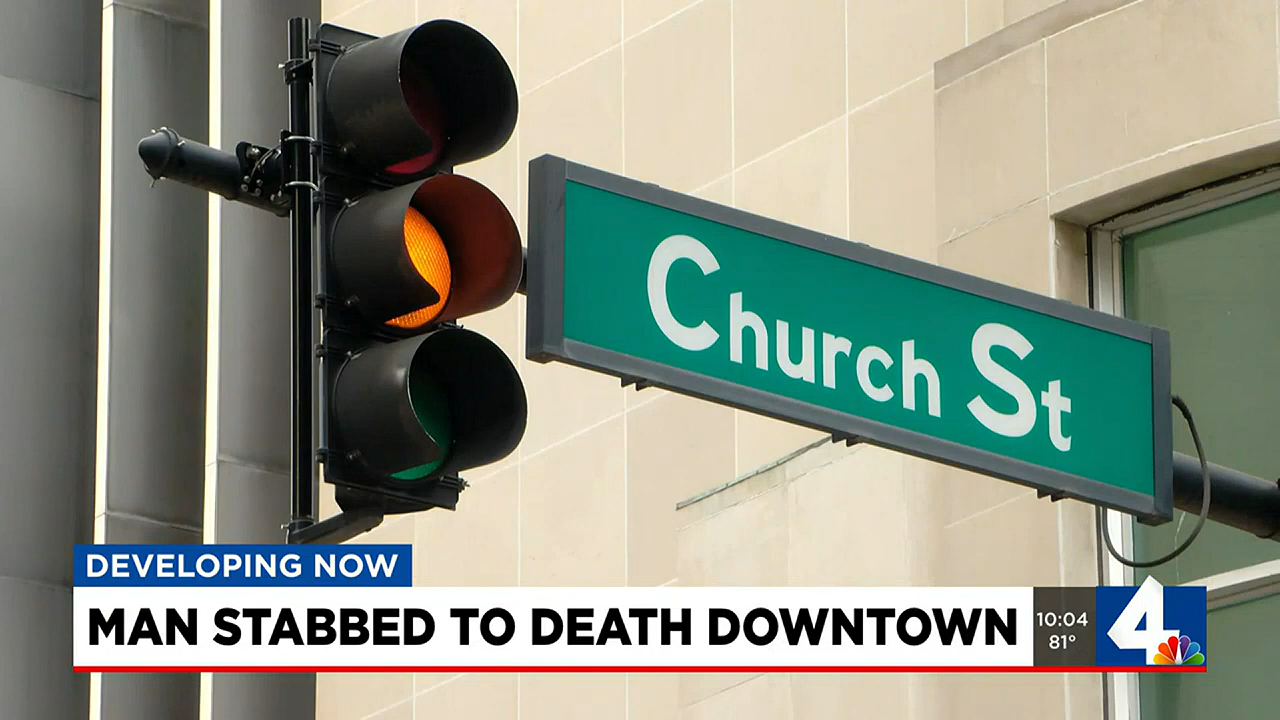 Church St
DEVELOPING NOW
MAN STABBED TO DEATH DOWNTOWN
10:04
81°
4